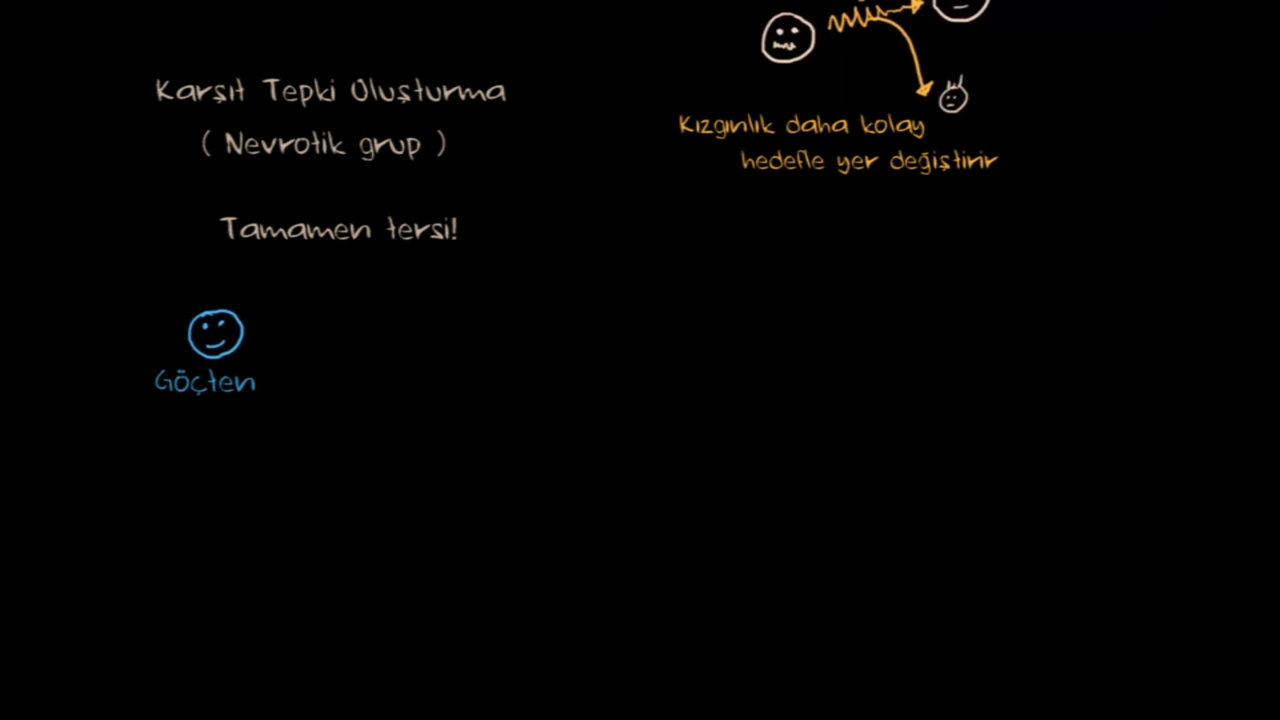 Karşıt Tepki Oluşturma
( Nevrotik grup )
Tamamen tersi!
Göçten
Kızgınlık daha kolay
hedefle yer değiştirir